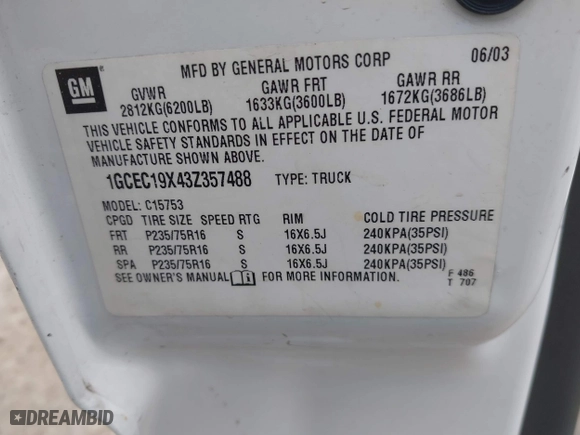 MFD BY GENERAL MOTORS CORP 06/03
GM
GVWR GAWR FRT GAWR RR
2812KG(6200LB) 1633KG(3600LB) 1672KG(3686LB)
THIS VEHICLE CONFORMS TO ALL APPLICABLE U.S. FEDERAL MOTOR
VEHICLE SAFETY STANDARDS IN EFFECT ON THE DATE OF
MANUFACTURE SHOWN ABOVE.
1GCEC19X43Z357488 TYPE: TRUCK
MODEL: C15753
CPGD TIRE SIZE SPEED RTG RIM COLD TIRE PRESSURE
FRT P235/75R16 S 16X6.5J 240KPA(35PSI)
RR P235/75R16 S 16X6.5J 240KPA(35PSI)
SPA P235/75R16 S 16X6.5J 240KPA(35PSI)
SEE OWNER'S MANUAL FOR MORE INFORMATION.
F 486
T 707
DREAMBID